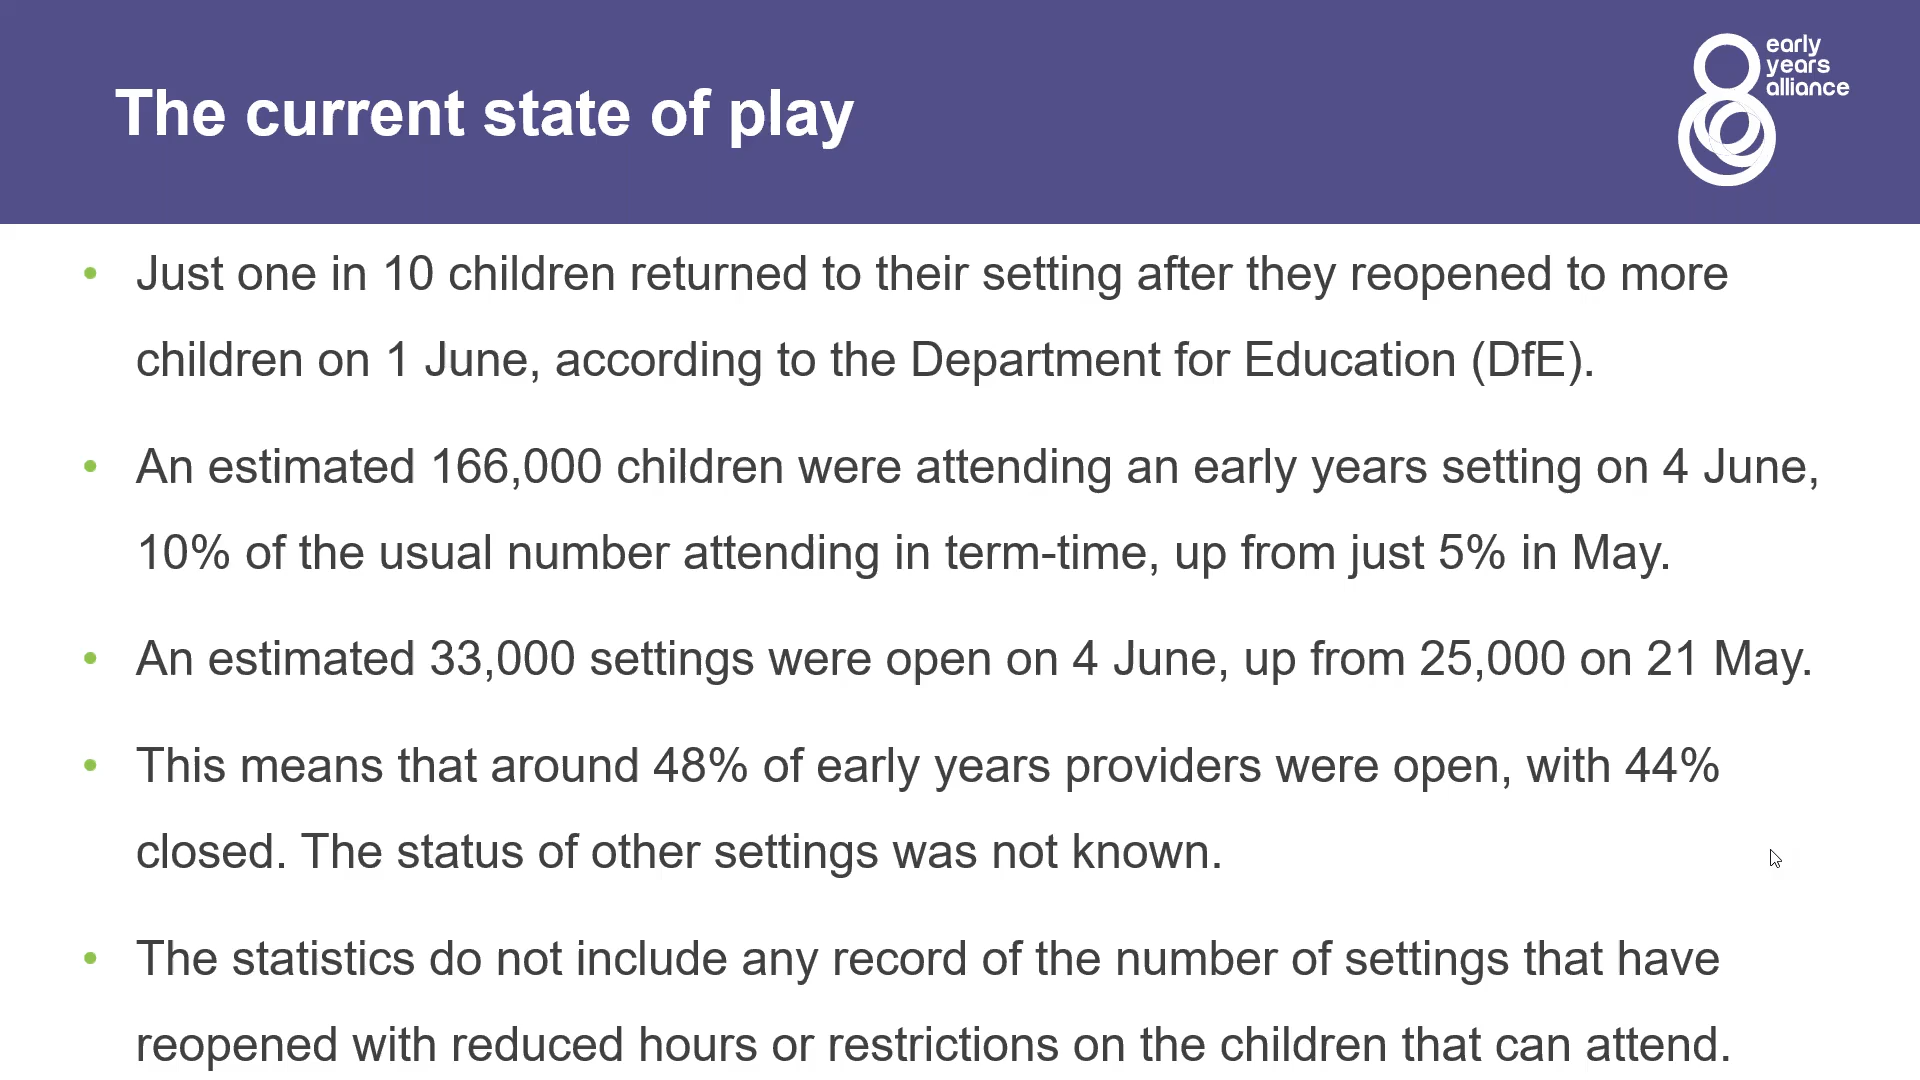 The current state of play
early
years
alliance
• Just one in 10 children returned to their setting after they reopened to more
children on 1 June, according to the Department for Education (DfE).
• An estimated 166,000 children were attending an early years setting on 4 June,
10% of the usual number attending in term-time, up from just 5% in May.
• An estimated 33,000 settings were open on 4 June, up from 25,000 on 21 May.
• This means that around 48% of early years providers were open, with 44%
closed. The status of other settings was not known.
• The statistics do not include any record of the number of settings that have
reopened with reduced hours or restrictions on the children that can attend.